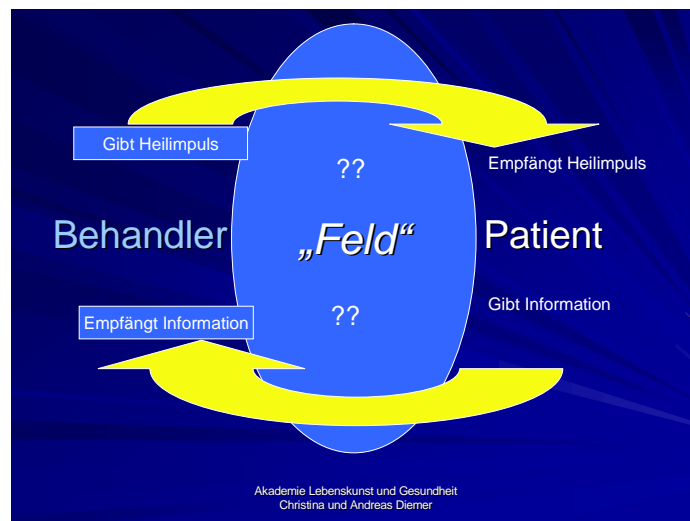 Gibt Heilimpuls
??
Empfängt Heilimpuls
Behandler
„Feld“
Patient
Empfängt Information
??
Gibt Information
Akademie Lebenskunst und Gesundheit
Christina und Andreas Diemer